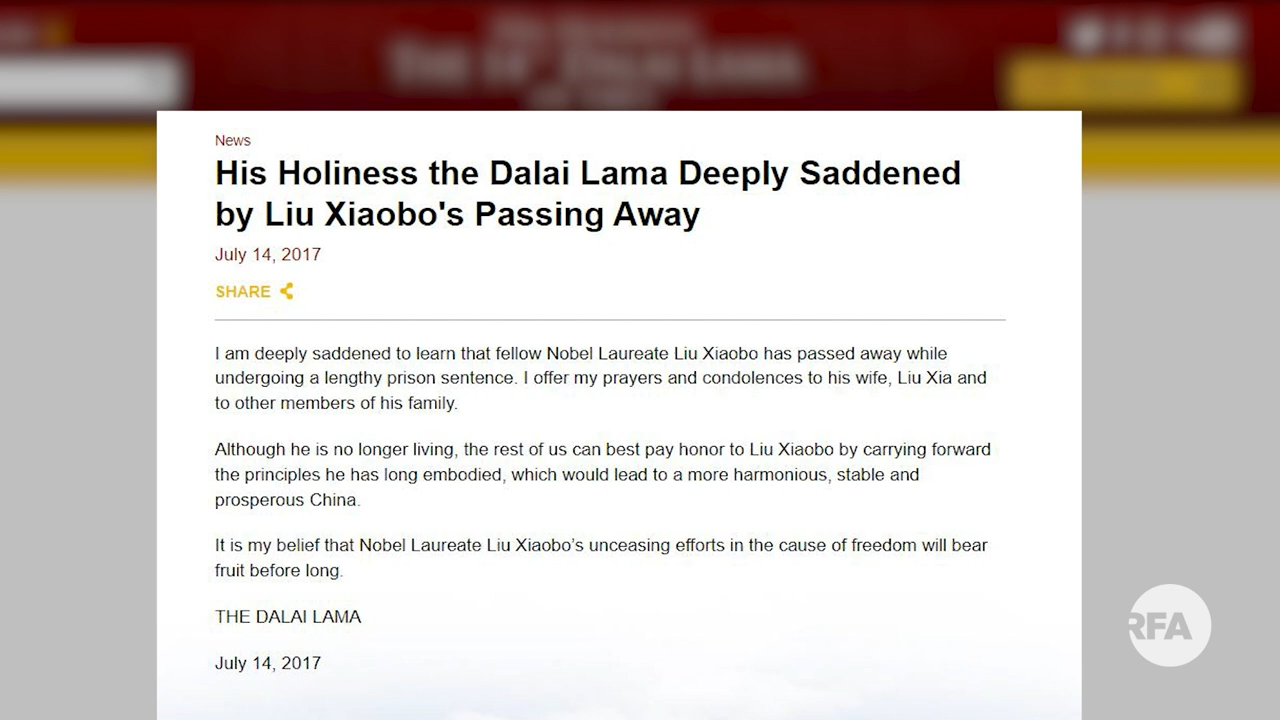 THE 14TH DALAI LAMA
News
His Holiness the Dalai Lama Deeply Saddened
by Liu Xiaobo's Passing Away
July 14, 2017
SHARE
I am deeply saddened to learn that fellow Nobel Laureate Liu Xiaobo has passed away while
undergoing a lengthy prison sentence. I offer my prayers and condolences to his wife, Liu Xia and
to other members of his family.
Although he is no longer living, the rest of us can best pay honor to Liu Xiaobo by carrying forward
the principles he has long embodied, which would lead to a more harmonious, stable and
prosperous China.
It is my belief that Nobel Laureate Liu Xiaobo’s unceasing efforts in the cause of freedom will bear
fruit before long.
THE DALAI LAMA
July 14, 2017
RFA